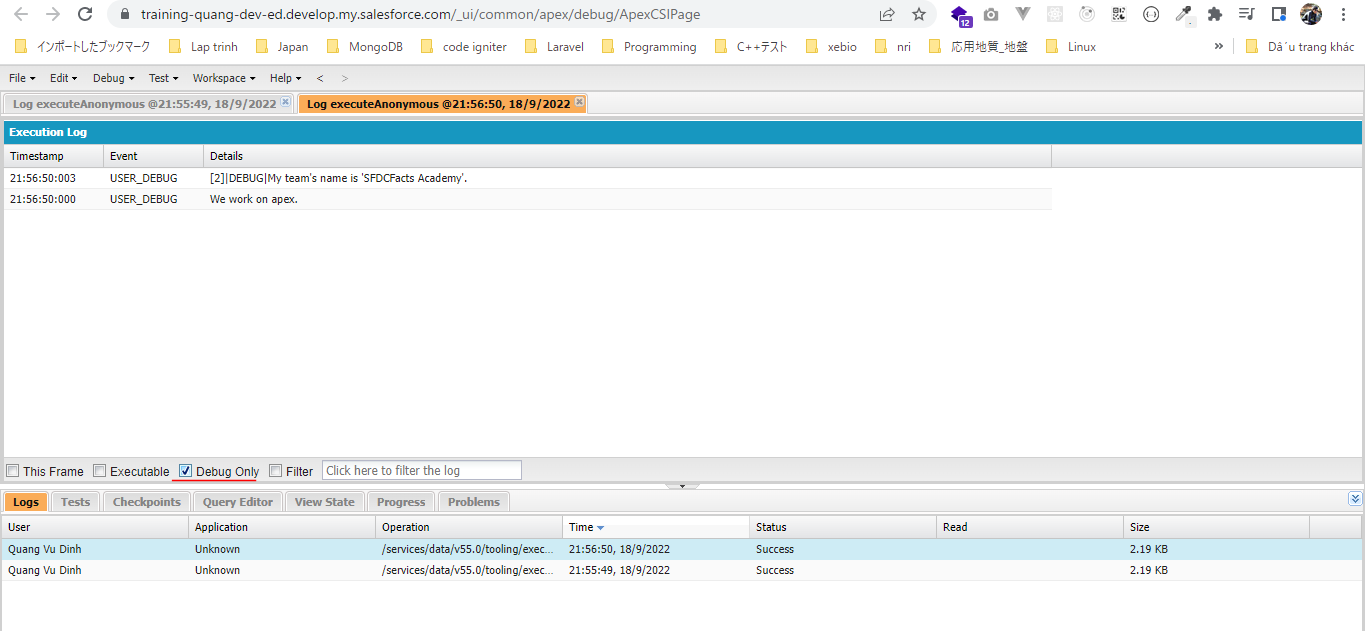 training-quang-dev-ed.develop.my.salesforce.com/_ui/common/apex/debug/ApexCSIPage
12
インポートしたブックマーク Lap trinh Japan MongoDB code igniter Laravel Programming C++テスト xebio nri 応用地質_地盤 Linux » Dấu trang khác
File Edit Debug Test Workspace Help < >
Log executeAnonymous @21:55:49, 18/9/2022 Log executeAnonymous @21:56:50, 18/9/2022
Execution Log
Timestamp Event Details
21:56:50:003 USER_DEBUG [2]|DEBUG|My team's name is 'SFDCFacts Academy'.
21:56:50:000 USER_DEBUG We work on apex.
This Frame Executable Debug Only Filter Click here to filter the log
Logs Tests Checkpoints Query Editor View State Progress Problems
User Application Operation Time Status Read Size
Quang Vu Dinh Unknown /services/data/v55.0/tooling/exec... 21:56:50, 18/9/2022 Success 2.19 KB
Quang Vu Dinh Unknown /services/data/v55.0/tooling/exec... 21:55:49, 18/9/2022 Success 2.19 KB